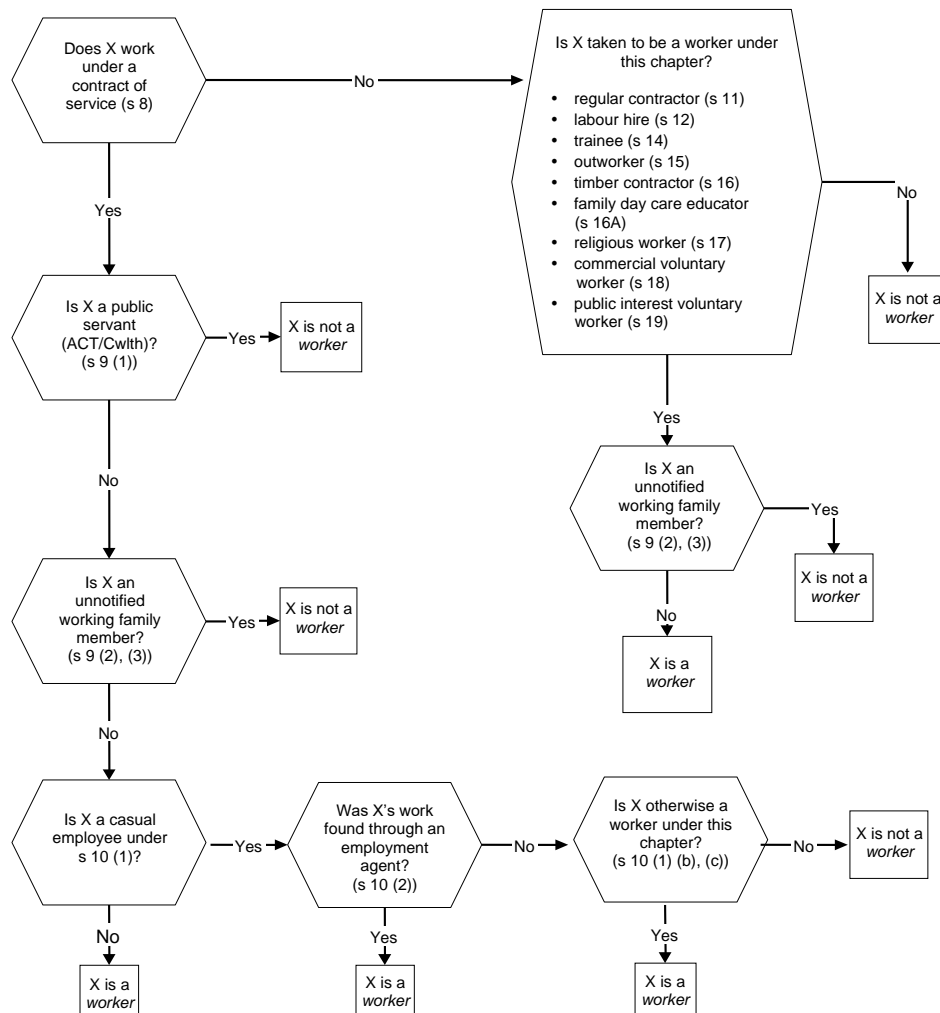 Does X work
under a
contract of
service (s 8)
No
Is X taken to be a worker under
this chapter?
• regular contractor (s 11)
• labour hire (s 12)
• trainee (s 14)
• outworker (s 15)
• timber contractor (s 16)
• family day care educator
(s 16A)
• religious worker (s 17)
• commercial voluntary
worker (s 18)
• public interest voluntary
worker (s 19)
No
X is not a
worker
Yes
Is X a public
servant
(ACT/Cwlth)?
(s 9 (1))
Yes
X is not a
worker
Yes
Is X an
unnotified
working family
member?
(s 9 (2), (3))
Yes
X is not a
worker
No
X is a
worker
No
Is X an
unnotified
working family
member?
(s 9 (2), (3))
Yes
X is not a
worker
No
Is X a casual
employee under
s 10 (1)?
Yes
Was X's work
found through an
employment
agent?
(s 10 (2))
No
Is X otherwise a
worker under this
chapter?
(s 10 (1) (b), (c))
No
X is not a
worker
No
X is a
worker
Yes
X is a
worker
Yes
X is a
worker